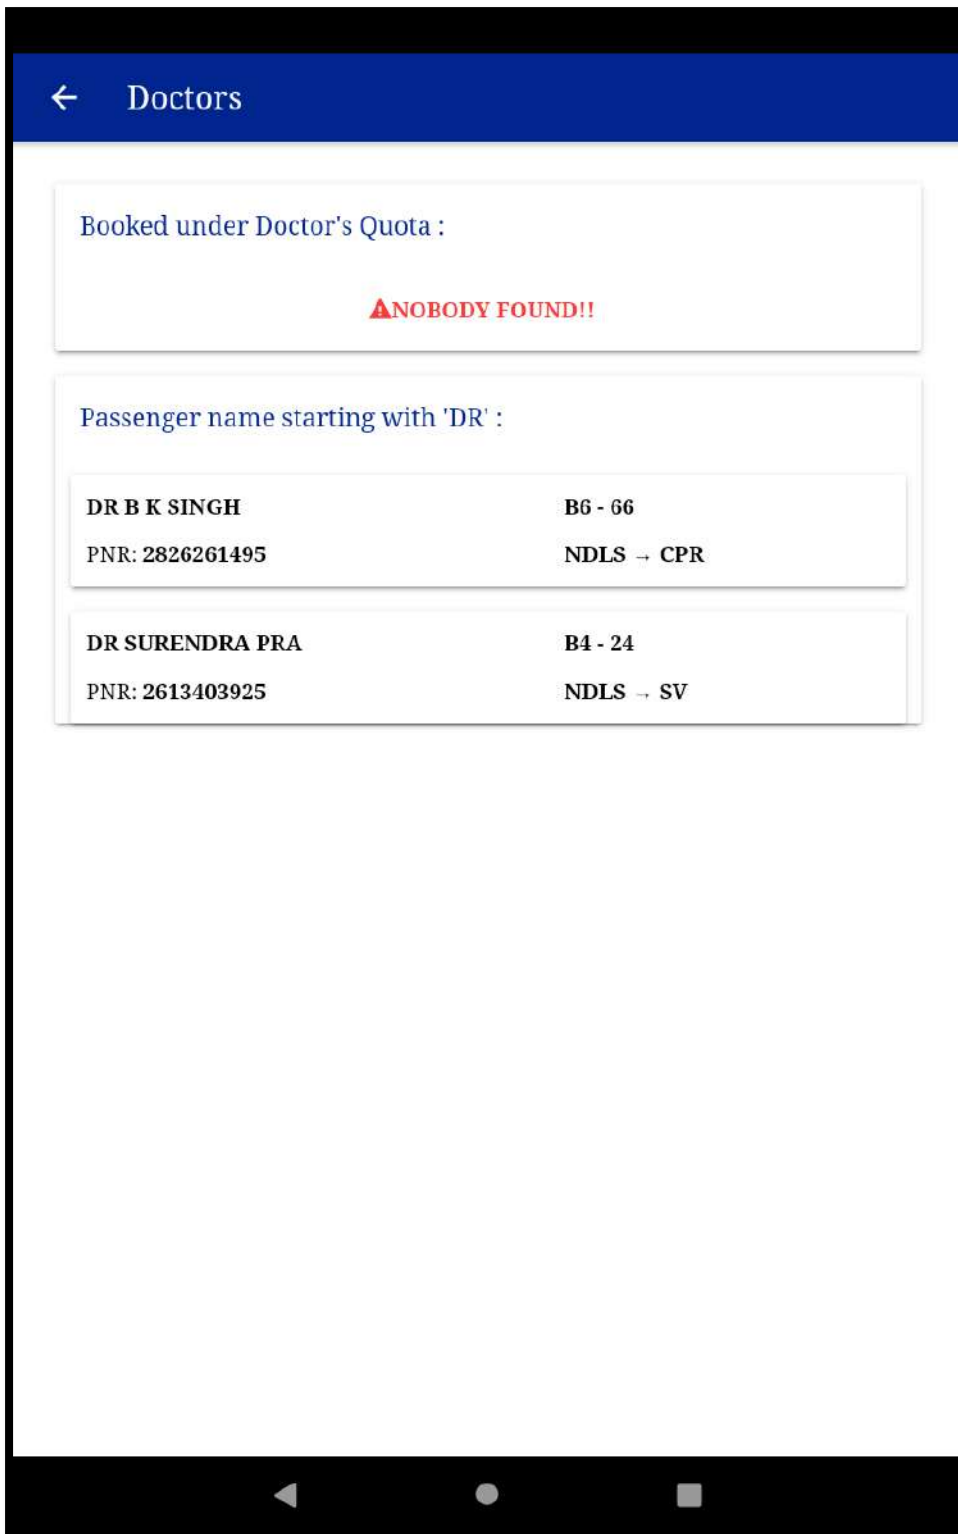 Doctors
Booked under Doctor's Quota :
NOBODY FOUND!!
Passenger name starting with 'DR' :
DR B K SINGH B6 - 66
PNR: 2826261495 NDLS → CPR
DR SURENDRA PRA B4 - 24
PNR: 2613403925 NDLS → SV